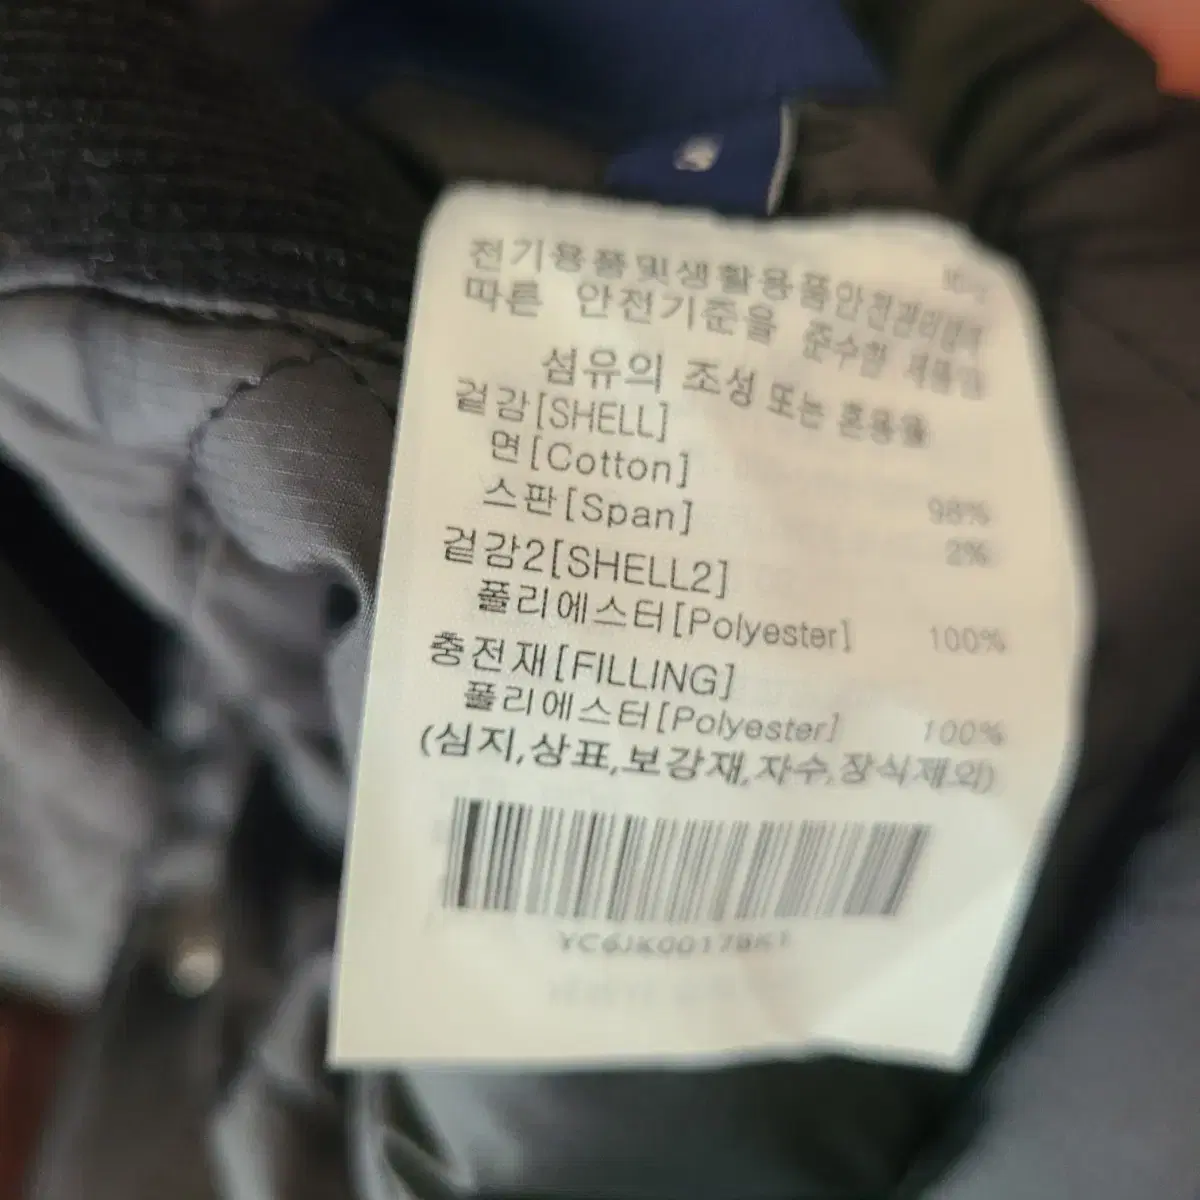 전기용품및생활용품안전관리법에
따른 안전기준을 준수한 제품임
섬유의 조성 또는 혼용율
겉감[SHELL]
면[Cotton] 98%
스판[Span] 2%
겉감2[SHELL2]
폴리에스터[Polyester] 100%
충전재[FILLING]
폴리에스터[Polyester] 100%
(심지,상표,보강재,자수,장식제외)